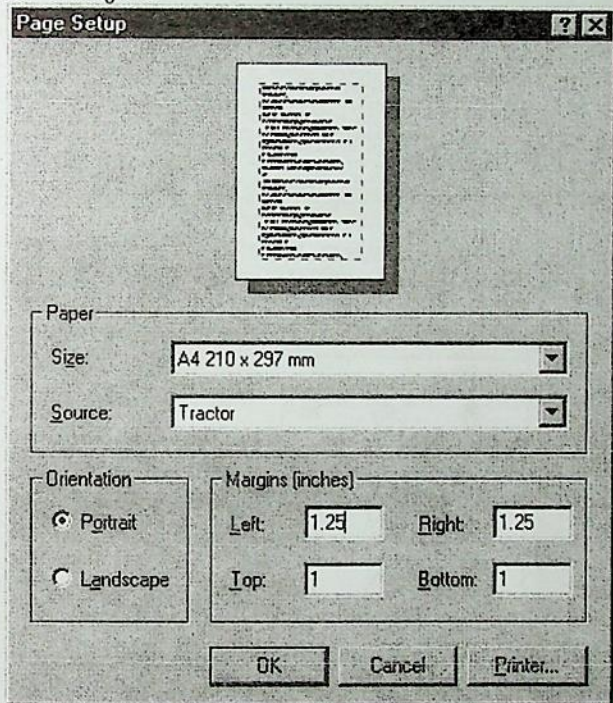 Page Setup
Paper
Size: A4 210 x 297 mm
Source: Tractor
Orientation
Portrait
Landscape
Margins (inches)
Left: 1.25 Right: 1.25
Top: 1 Bottom: 1
OK Cancel Printer...